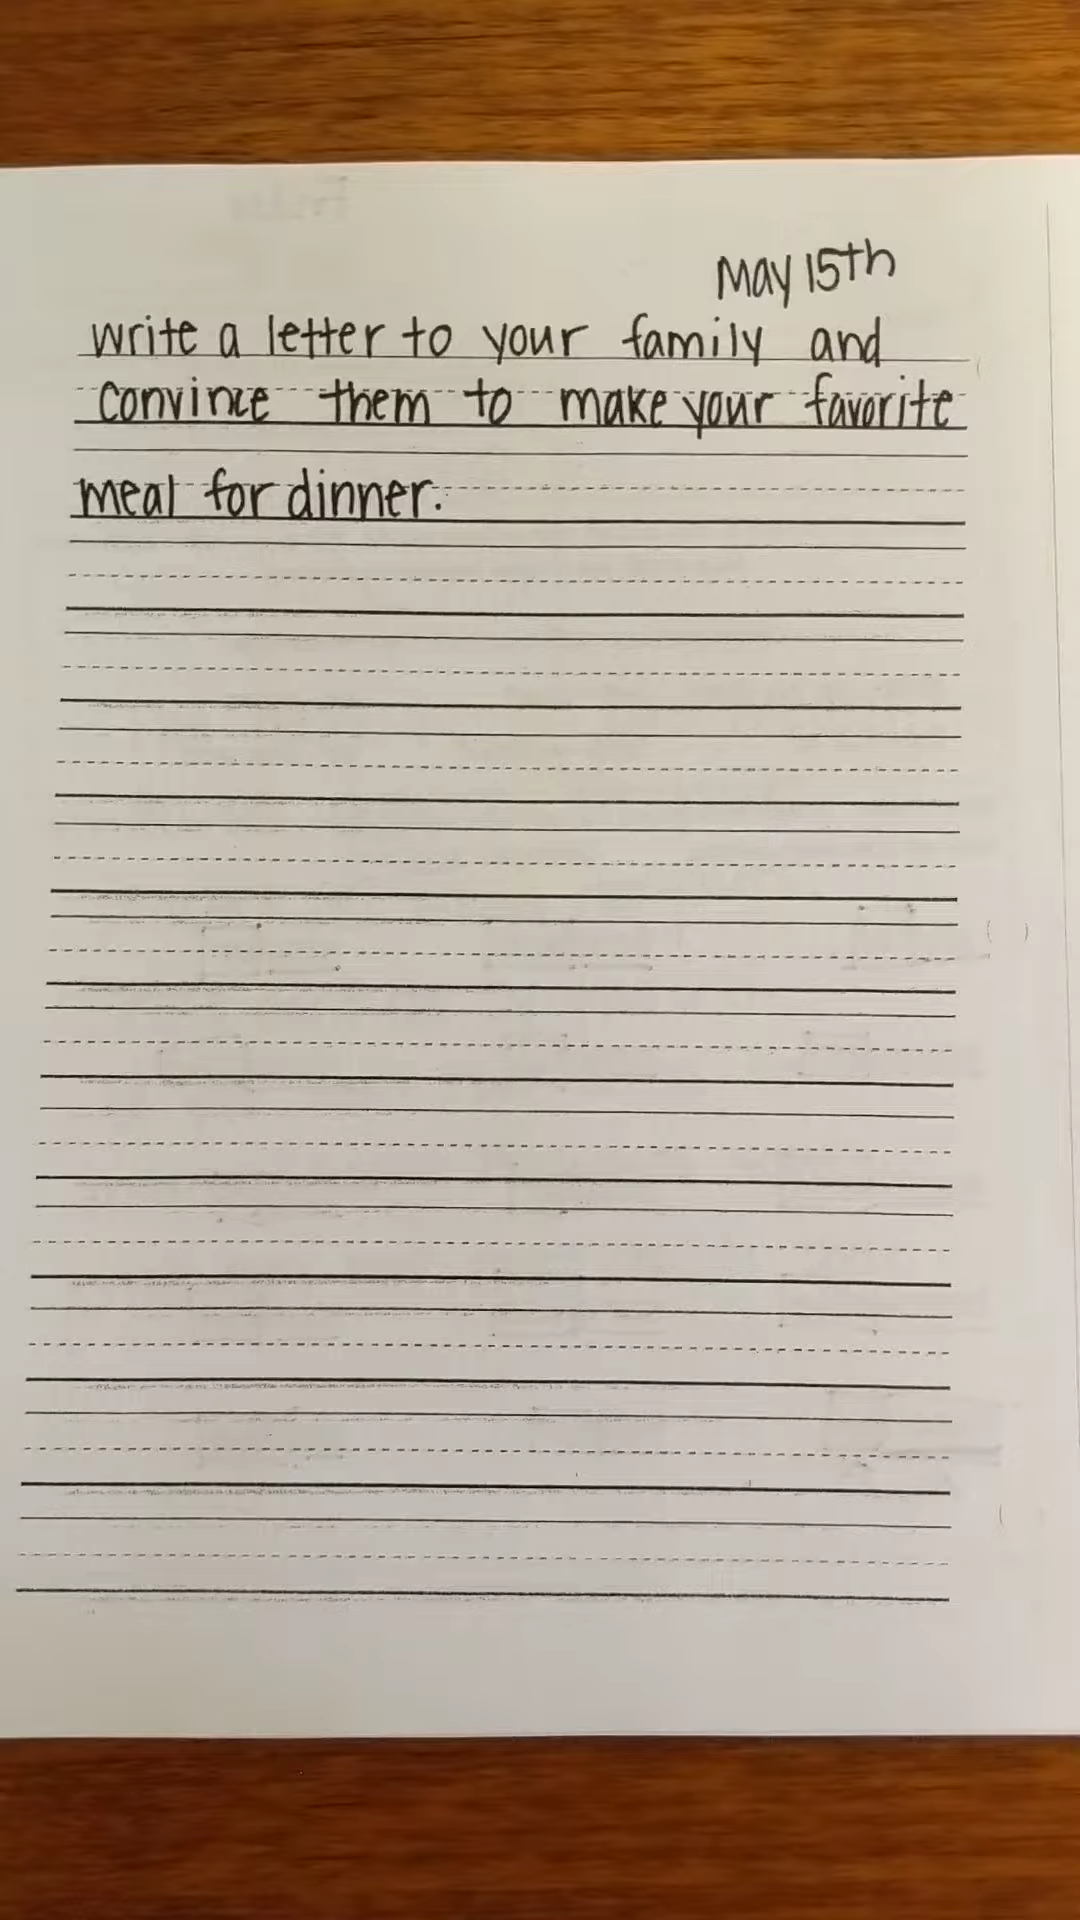 May 15th
write a letter to your family and
convince them to make your favorite
meal for dinner.